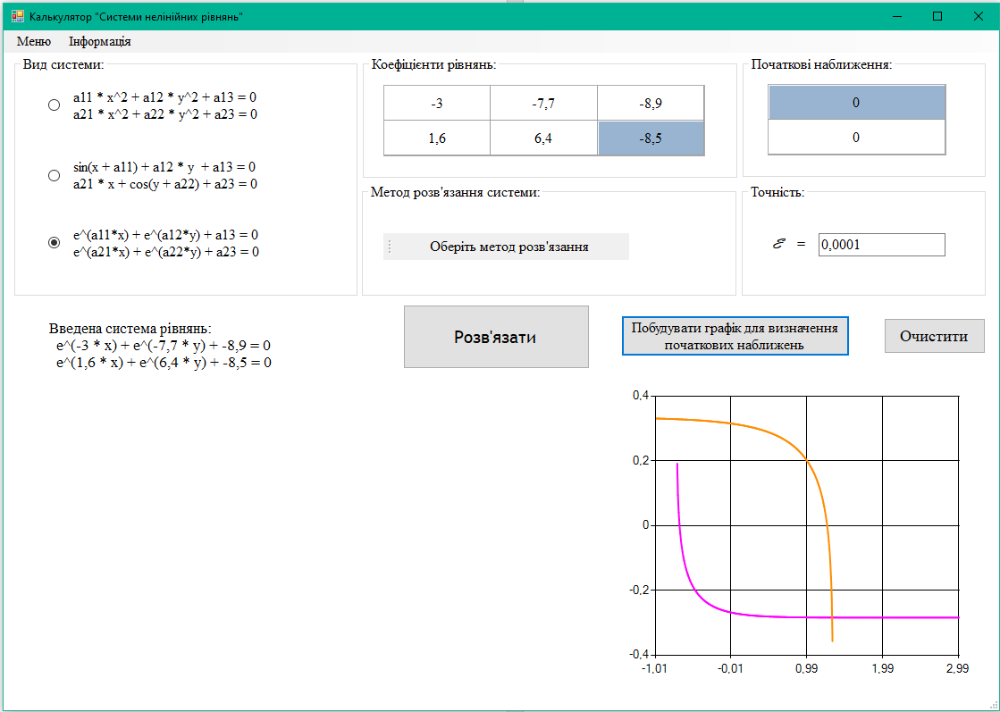 Калькулятор "Системи нелінійних рівнянь"
Меню Інформація
Вид системи:
a11 * x^2 + a12 * y^2 + a13 = 0
a21 * x^2 + a22 * y^2 + a23 = 0
sin(x + a11) + a12 * y + a13 = 0
a21 * x + cos(y + a22) + a23 = 0
e^(a11*x) + e^(a12*y) + a13 = 0
e^(a21*x) + e^(a22*y) + a23 = 0
Коефіцієнти рівнянь:
-3 -7,7 -8,9
1,6 6,4 -8,5
Початкові наближення:
0
0
Метод розв'язання системи:
Оберіть метод розв'язання
Точність:
ℰ = 0,0001
Введена система рівнянь:
e^(-3 * x) + e^(-7,7 * y) + -8,9 = 0
e^(1,6 * x) + e^(6,4 * y) + -8,5 = 0
Розв'язати
Побудувати графік для визначення
початкових наближень
Очистити
0,4
0,2
0
-0,2
-0,4
-1,01 -0,01 0,99 1,99 2,99